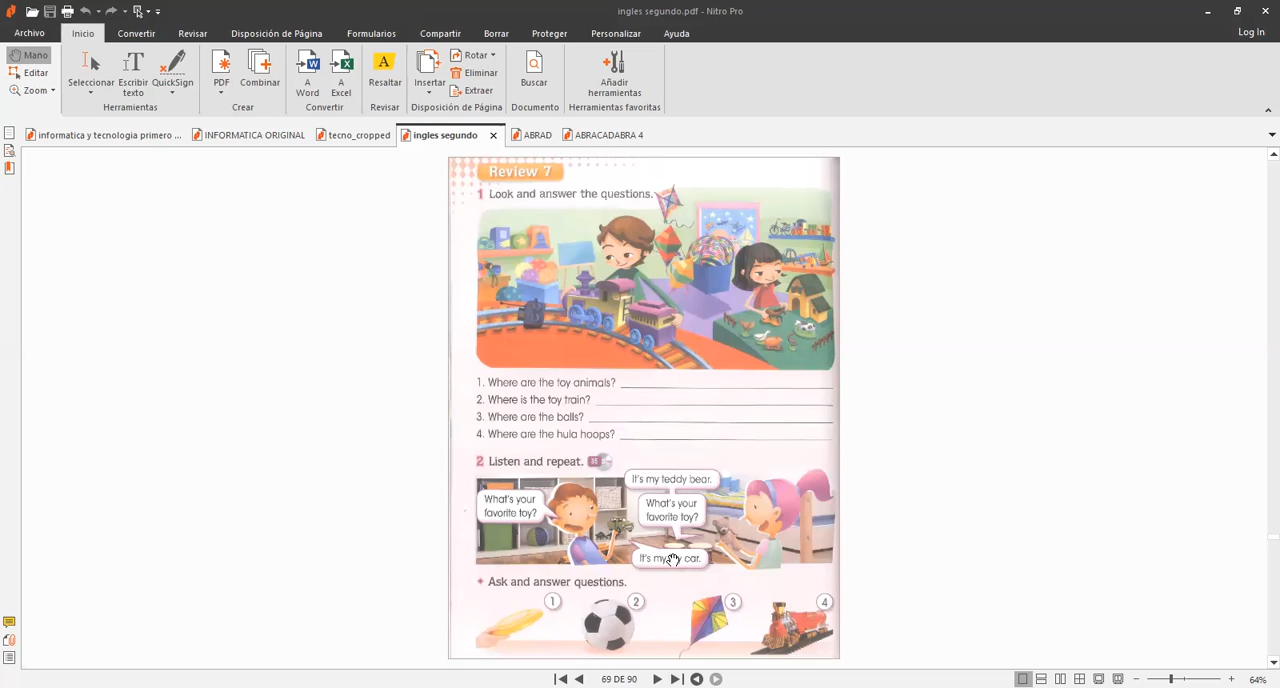 ingles segundo.pdf - Nitro Pro
Archivo Inicio Convertir Revisar Disposición de Página Formularios Compartir Borrar Proteger Personalizar Ayuda Log In
Mano
Editar
Zoom
Seleccionar
Escribir texto
QuickSign
Herramientas
PDF
Combinar
Crear
A Word
A Excel
Convertir
Resaltar
Revisar
Insertar
Rotar
Eliminar
Extraer
Disposición de Página
Buscar
Documento
Añadir herramientas
Herramientas favoritas
informatica y tecnologia primero ... INFORMATICA ORIGINAL tecno_cropped ingles segundo ABRAD ABRACADABRA 4
Review 7
1 Look and answer the questions.
1. Where are the toy animals?
2. Where is the toy train?
3. Where are the balls?
4. Where are the hula hoops?
2 Listen and repeat. 35
It's my teddy bear.
What's your
favorite toy?
What's your
favorite toy?
It's my car.
Ask and answer questions.
1 2 3 4
69 DE 90
64%